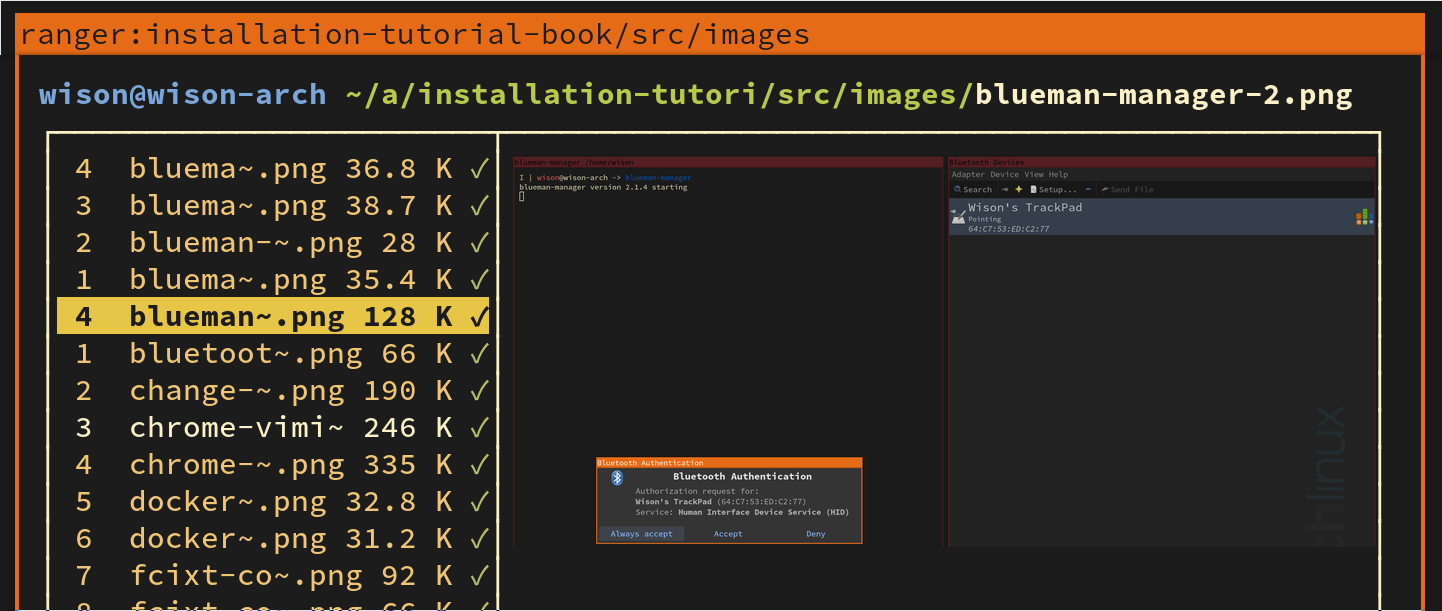 ranger:installation-tutorial-book/src/images
wison@wison-arch ~/a/installation-tutori/src/images/blueman-manager-2.png
4 bluema~.png 36.8 K ✓
3 bluema~.png 38.7 K ✓
2 blueman-~.png 28 K ✓
1 bluema~.png 35.4 K ✓
4 blueman~.png 128 K ✓
1 bluetoot~.png 66 K ✓
2 change-~.png 190 K ✓
3 chrome-vimi~ 246 K ✓
4 chrome-~.png 335 K ✓
5 docker~.png 32.8 K ✓
6 docker~.png 31.2 K ✓
7 fcixt-co~.png 92 K ✓
8 fcixt-co~.png 66 K ✓
blueman-manager /home/wison
I | wison@wison-arch -> blueman-manager
blueman-manager version 2.1.4 starting
Bluetooth Devices
Adapter Device View Help
Search Setup... Send File
Wison's TrackPad
Pointing
64:C7:53:ED:C2:77
Bluetooth Authentication
Bluetooth Authentication
Authorization request for:
Wison's TrackPad (64:C7:53:ED:C2:77)
Service: Human Interface Device Service (HID)
Always accept Accept Deny
chlinux